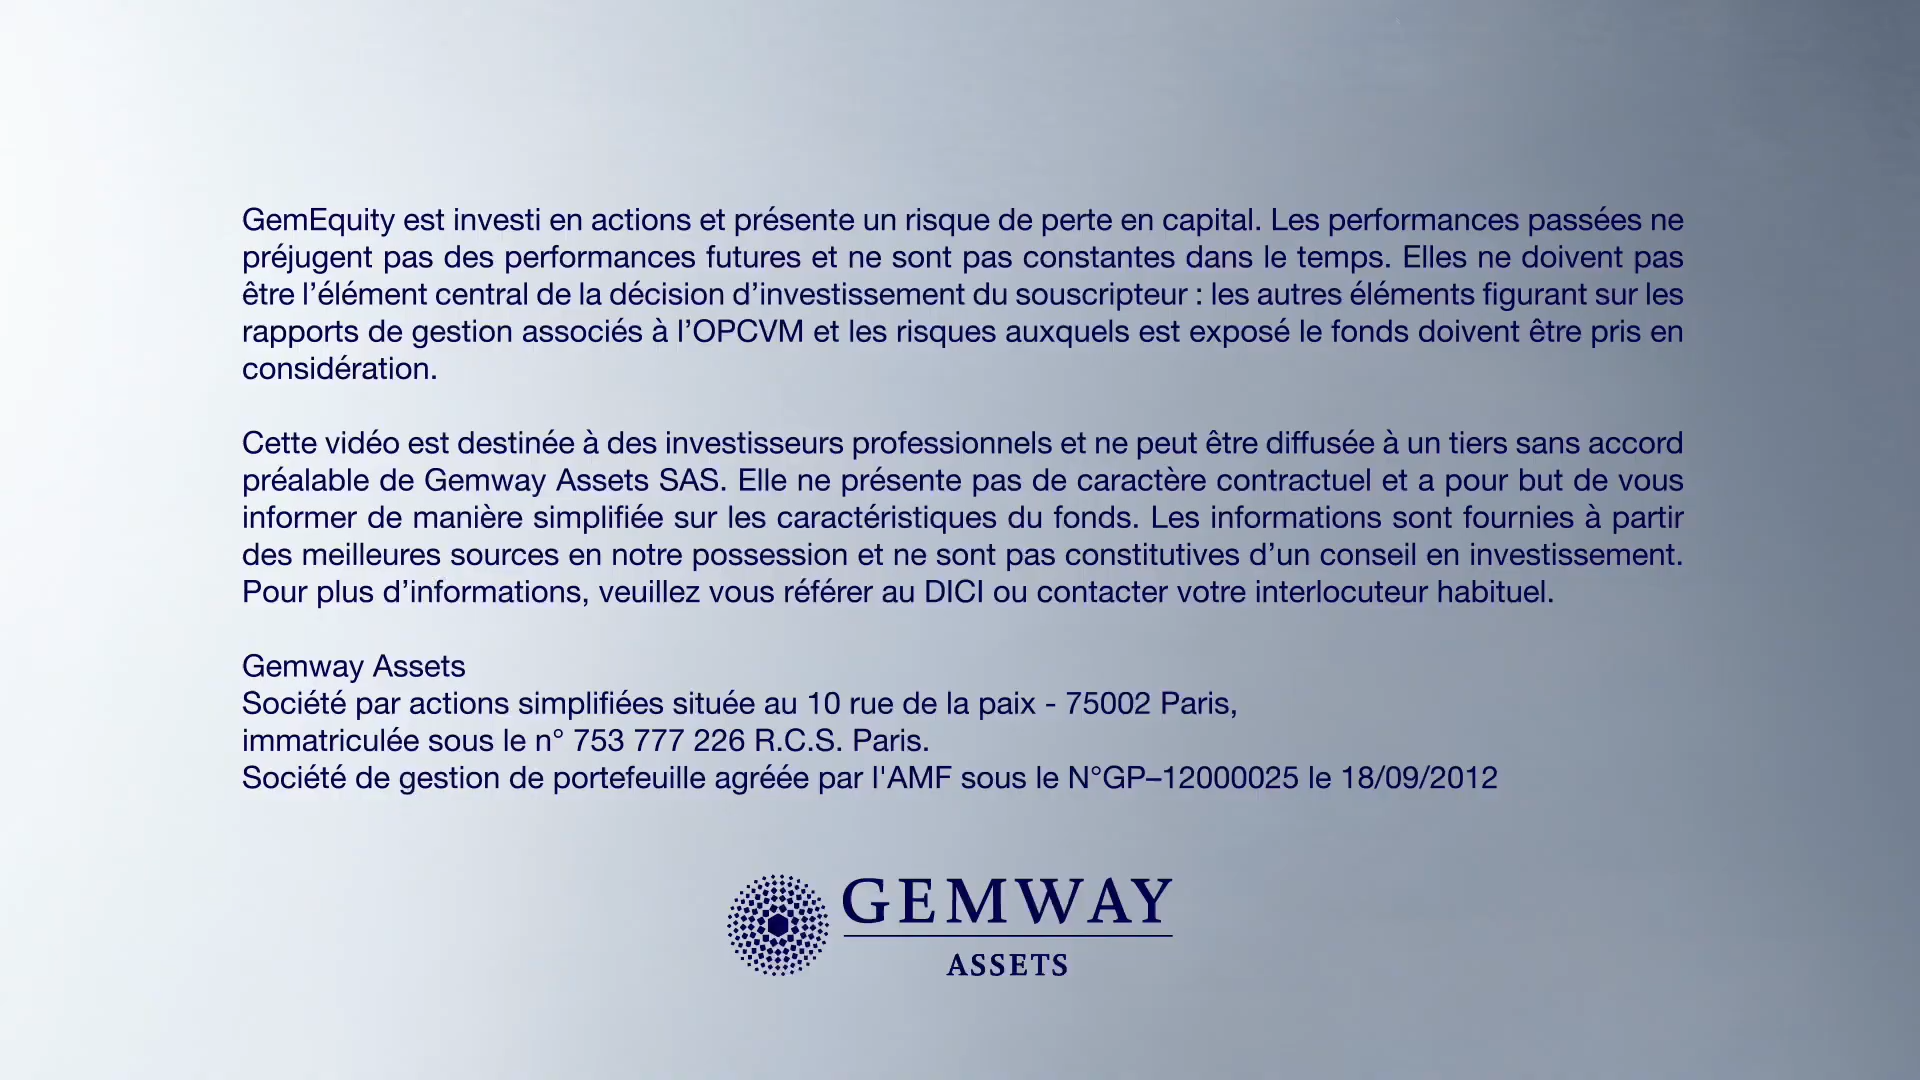 GemEquity est investi en actions et présente un risque de perte en capital. Les performances passées ne
préjugent pas des performances futures et ne sont pas constantes dans le temps. Elles ne doivent pas
être l’élément central de la décision d’investissement du souscripteur : les autres éléments figurant sur les
rapports de gestion associés à l’OPCVM et les risques auxquels est exposé le fonds doivent être pris en
considération.
Cette vidéo est destinée à des investisseurs professionnels et ne peut être diffusée à un tiers sans accord
préalable de Gemway Assets SAS. Elle ne présente pas de caractère contractuel et a pour but de vous
informer de manière simplifiée sur les caractéristiques du fonds. Les informations sont fournies à partir
des meilleures sources en notre possession et ne sont pas constitutives d’un conseil en investissement.
Pour plus d’informations, veuillez vous référer au DICI ou contacter votre interlocuteur habituel.
Gemway Assets
Société par actions simplifiées située au 10 rue de la paix - 75002 Paris,
immatriculée sous le n° 753 777 226 R.C.S. Paris.
Société de gestion de portefeuille agréée par l'AMF sous le N°GP–12000025 le 18/09/2012
GEMWAY
ASSETS